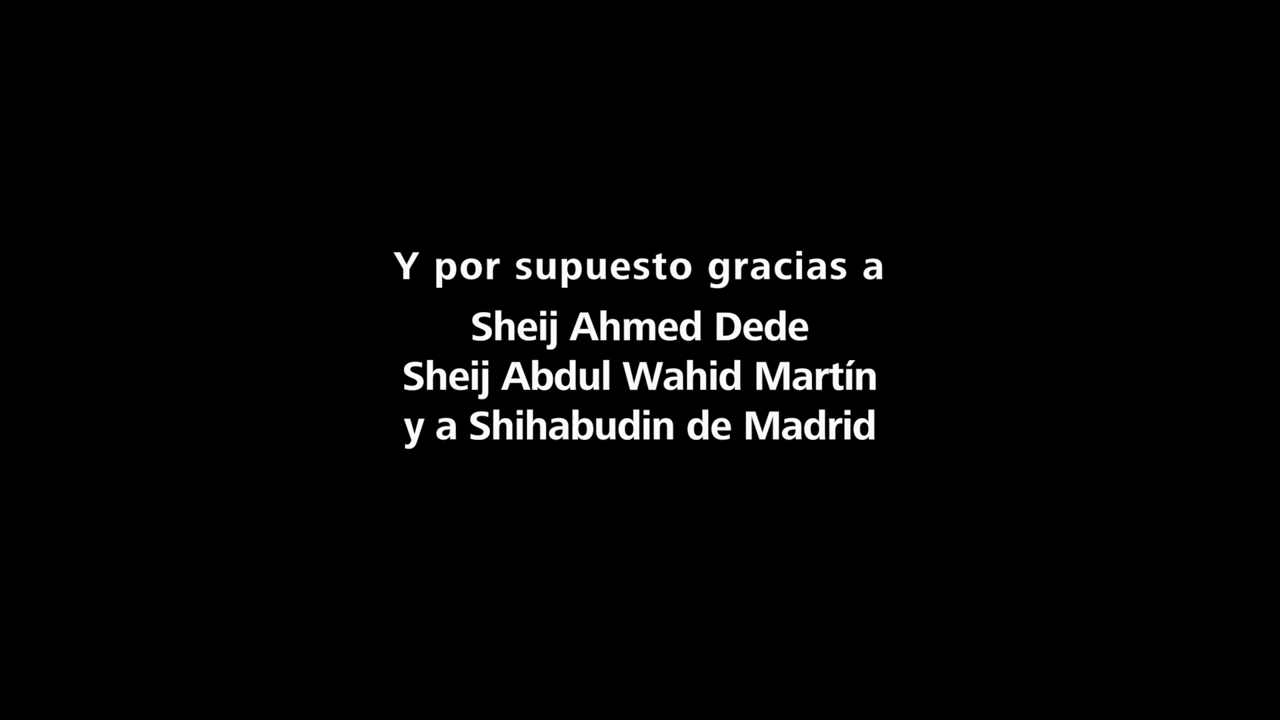 Y por supuesto gracias a
Sheij Ahmed Dede
Sheij Abdul Wahid Martín
y a Shihabudin de Madrid